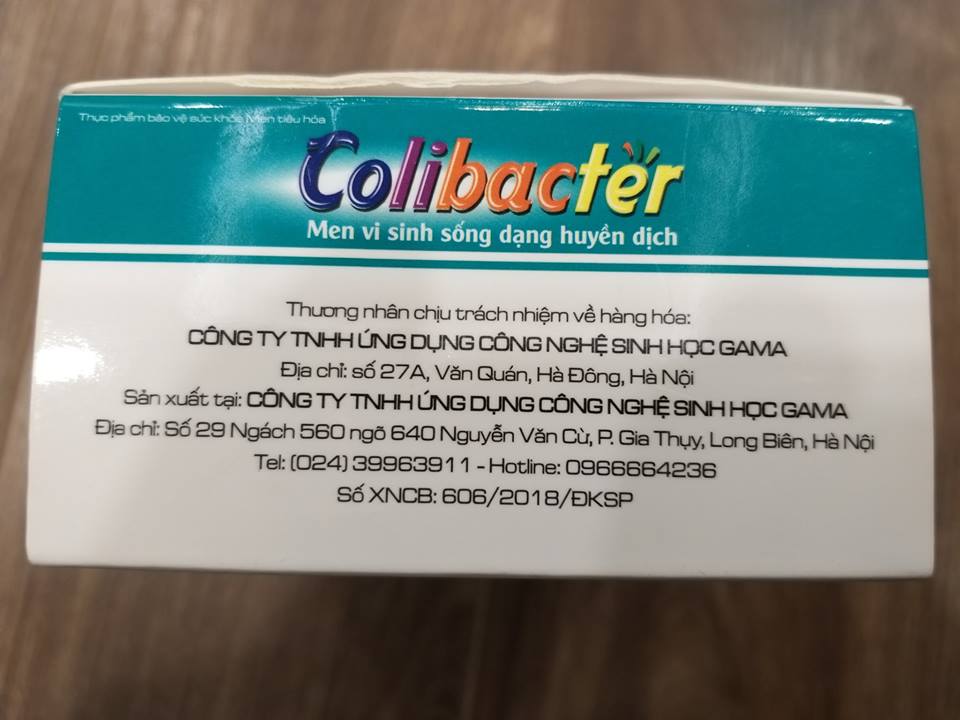 Thực phẩm bảo vệ sức khỏe Men tiêu hóa
Colibacter
Men vi sinh sống dạng huyền dịch
Thương nhân chịu trách nhiệm về hàng hóa:
CÔNG TY TNHH ỨNG DỤNG CÔNG NGHỆ SINH HỌC GAMA
Địa chỉ: số 27A, Văn Quán, Hà Đông, Hà Nội
Sản xuất tại: CÔNG TY TNHH ỨNG DỤNG CÔNG NGHỆ SINH HỌC GAMA
Địa chỉ: Số 29 Ngách 560 ngõ 640 Nguyễn Văn Cừ, P. Gia Thụy, Long Biên, Hà Nội
Tel: (024) 39963911 - Hotline: 0966664236
Số XNCB: 606/2018/ĐKSP